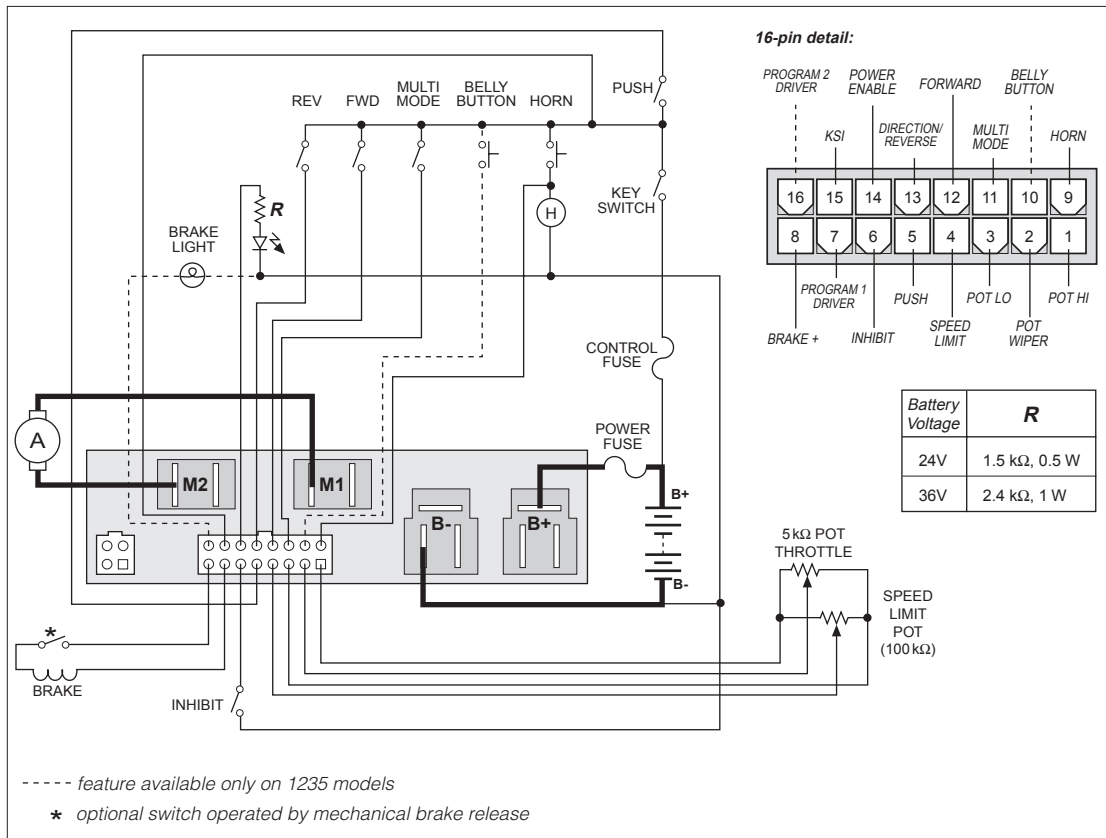 16-pin detail:
PROGRAM 2
DRIVER
POWER
ENABLE
FORWARD
BELLY
BUTTON
KSI
DIRECTION/
REVERSE
MULTI
MODE
HORN
16 15 14 13 12 11 10 9
8 7 6 5 4 3 2 1
PROGRAM 1
DRIVER
PUSH
POT LO
POT HI
BRAKE +
INHIBIT
SPEED
LIMIT
POT
WIPER
PUSH
REV
FWD
MULTI
MODE
BELLY
BUTTON
HORN
KEY
SWITCH
R
H
BRAKE
LIGHT
CONTROL
FUSE
POWER
FUSE
A
M2
M1
B-
B+
B+
B-
Battery
Voltage R
24V 1.5 kΩ, 0.5 W
36V 2.4 kΩ, 1 W
5kΩ POT
THROTTLE
SPEED
LIMIT
POT
(100kΩ)
*
BRAKE
INHIBIT
---- feature available only on 1235 models
* optional switch operated by mechanical brake release